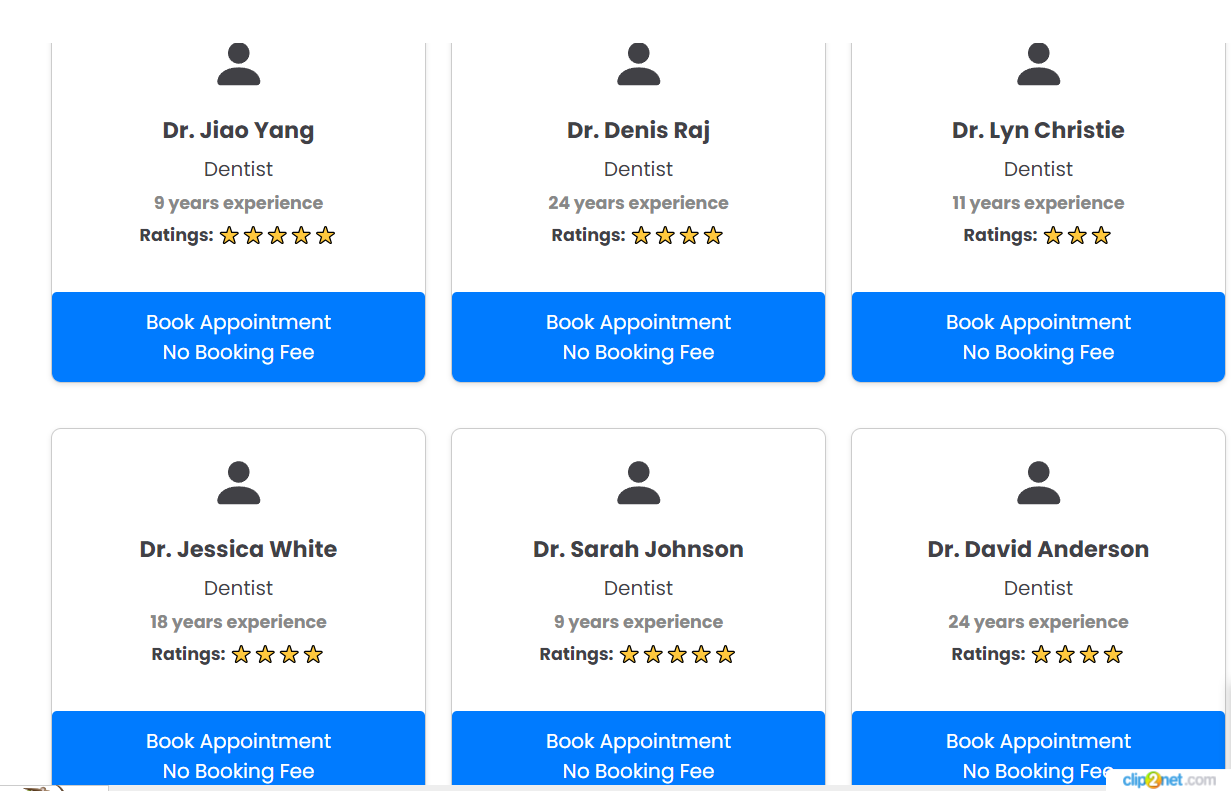 Dr. Jiao Yang
Dentist
9 years experience
Ratings:
Book Appointment
No Booking Fee
Dr. Denis Raj
Dentist
24 years experience
Ratings:
Book Appointment
No Booking Fee
Dr. Lyn Christie
Dentist
11 years experience
Ratings:
Book Appointment
No Booking Fee
Dr. Jessica White
Dentist
18 years experience
Ratings:
Book Appointment
No Booking Fee
Dr. Sarah Johnson
Dentist
9 years experience
Ratings:
Book Appointment
No Booking Fee
Dr. David Anderson
Dentist
24 years experience
Ratings:
Book Appointment
No Booking Fee
clip2net.com